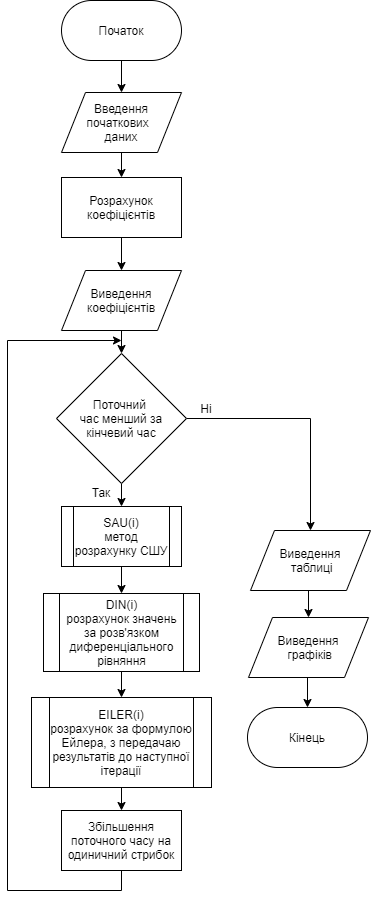 Початок
Введення
початкових
даних
Розрахунок
коефіцієнтів
Виведення
коефіцієнтів
Поточний
час менший за
кінчевий час
Ні
Так
SAU(i)
метод
розрахунку СШУ
DIN(i)
розрахунок значень
за розв'язком
диференціального
рівняння
EILER(i)
розрахунок за формулою
Ейлера, з передачаю
результатів до наступної
ітерації
Збільшення
поточного часу на
одиничний стрибок
Виведення
таблиці
Виведення
графіків
Кінець